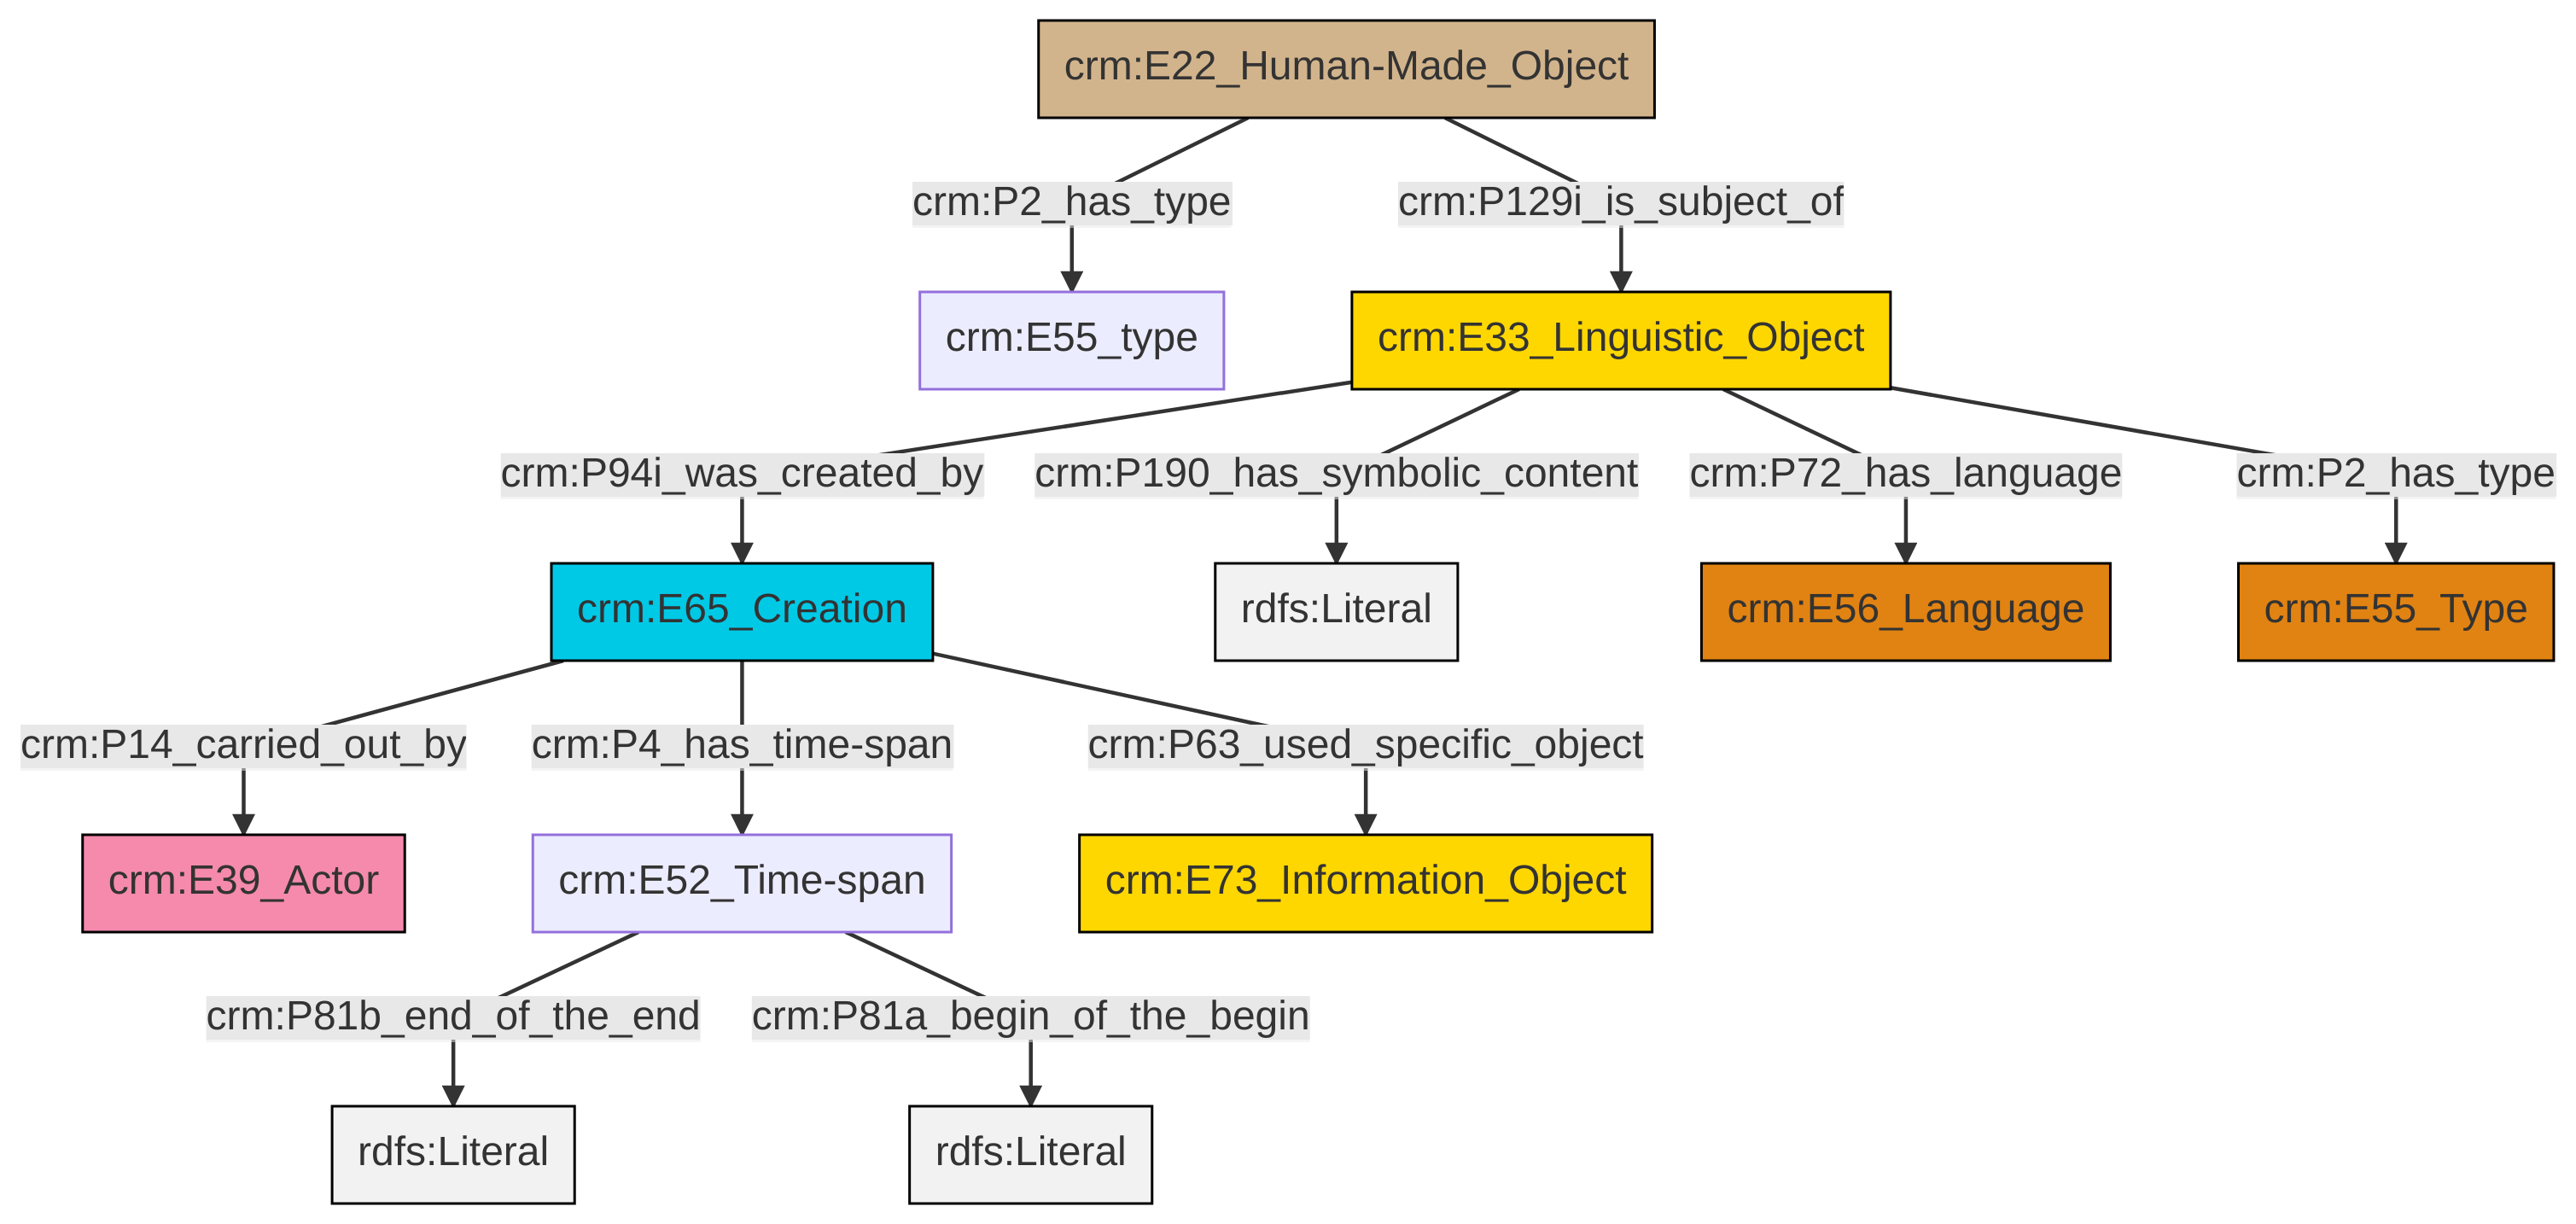 crm:E22_Human-Made_Object
crm:P2_has_type
crm:P129i_is_subject_of
crm:E55_type
crm:E33_Linguistic_Object
crm:P94i_was_created_by
crm:P190_has_symbolic_content
crm:P72_has_language
crm:P2_has_type
crm:E65_Creation
rdfs:Literal
crm:E56_Language
crm:E55_Type
crm:P14_carried_out_by
crm:P4_has_time-span
crm:P63_used_specific_object
crm:E39_Actor
crm:E52_Time-span
crm:E73_Information_Object
crm:P81b_end_of_the_end
crm:P81a_begin_of_the_begin
rdfs:Literal
rdfs:Literal